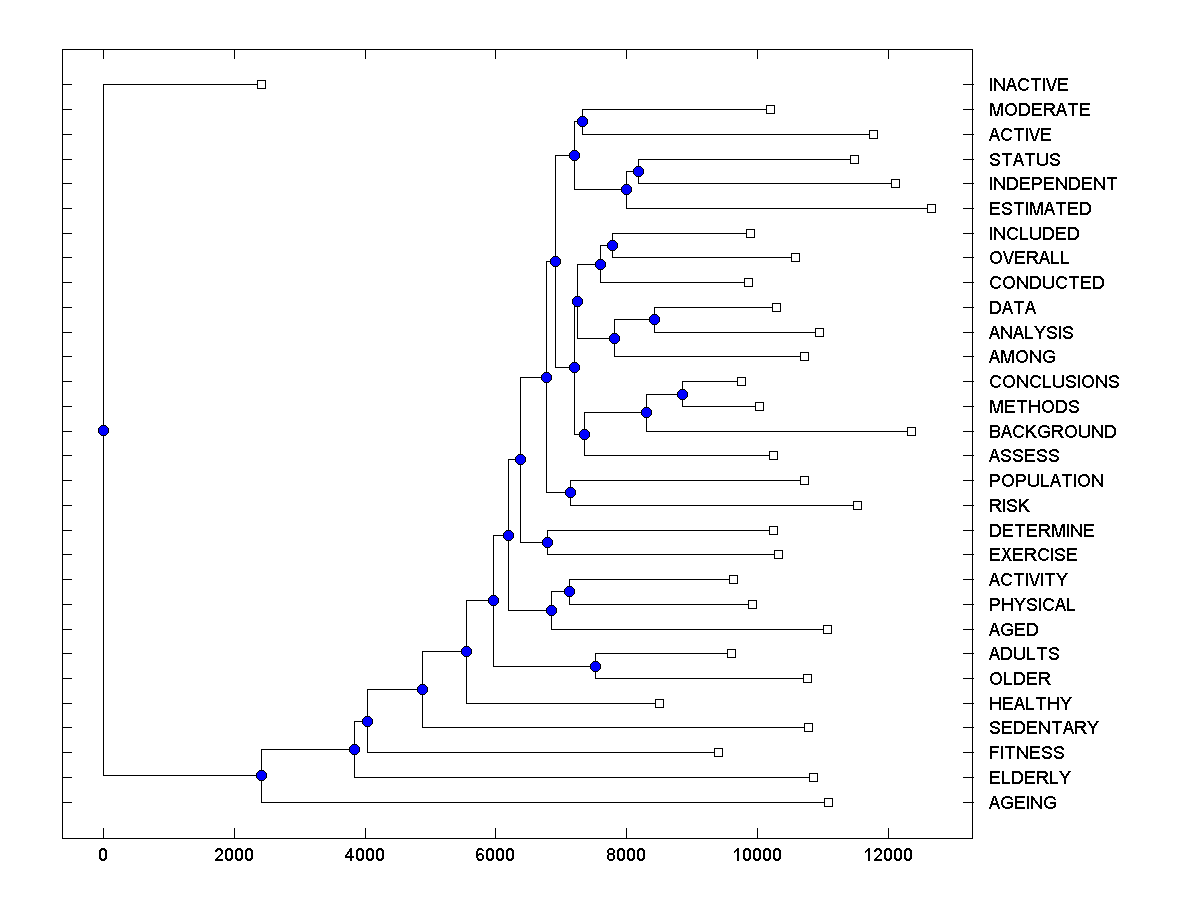 INACTIVE
MODERATE
ACTIVE
STATUS
INDEPENDENT
ESTIMATED
INCLUDED
OVERALL
CONDUCTED
DATA
ANALYSIS
AMONG
CONCLUSIONS
METHODS
BACKGROUND
ASSESS
POPULATION
RISK
DETERMINE
EXERCISE
ACTIVITY
PHYSICAL
AGED
ADULTS
OLDER
HEALTHY
SEDENTARY
FITNESS
ELDERLY
AGEING
0 2000 4000 6000 8000 10000 12000